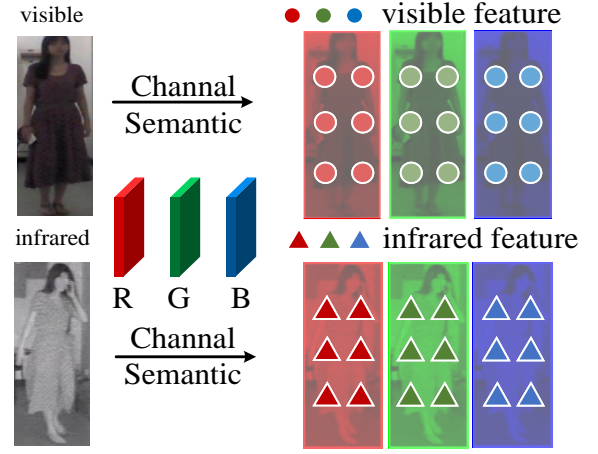 visible
visible feature
Channal
Semantic
infrared
infrared feature
R G B
Channal
Semantic